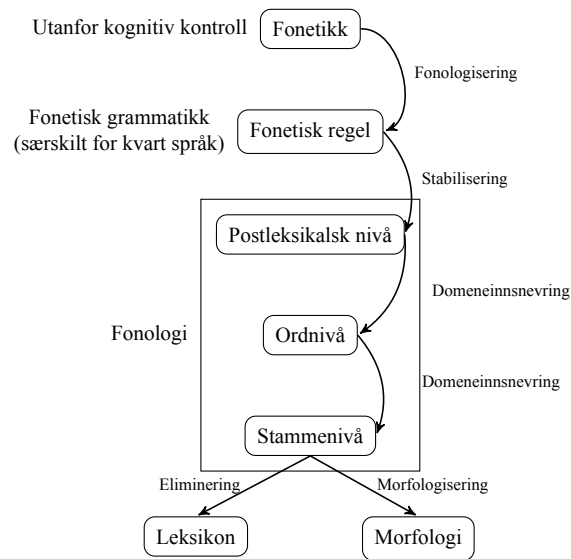 Utanfor kognitiv kontroll
Fonetikk
Fonologisering
Fonetisk grammatikk
(særskilt for kvart språk)
Fonetisk regel
Stabilisering
Postleksikalsk nivå
Domeneinnsnevring
Fonologi
Ordnivå
Domeneinnsnevring
Stammenivå
Eliminering
Morfologisering
Leksikon
Morfologi